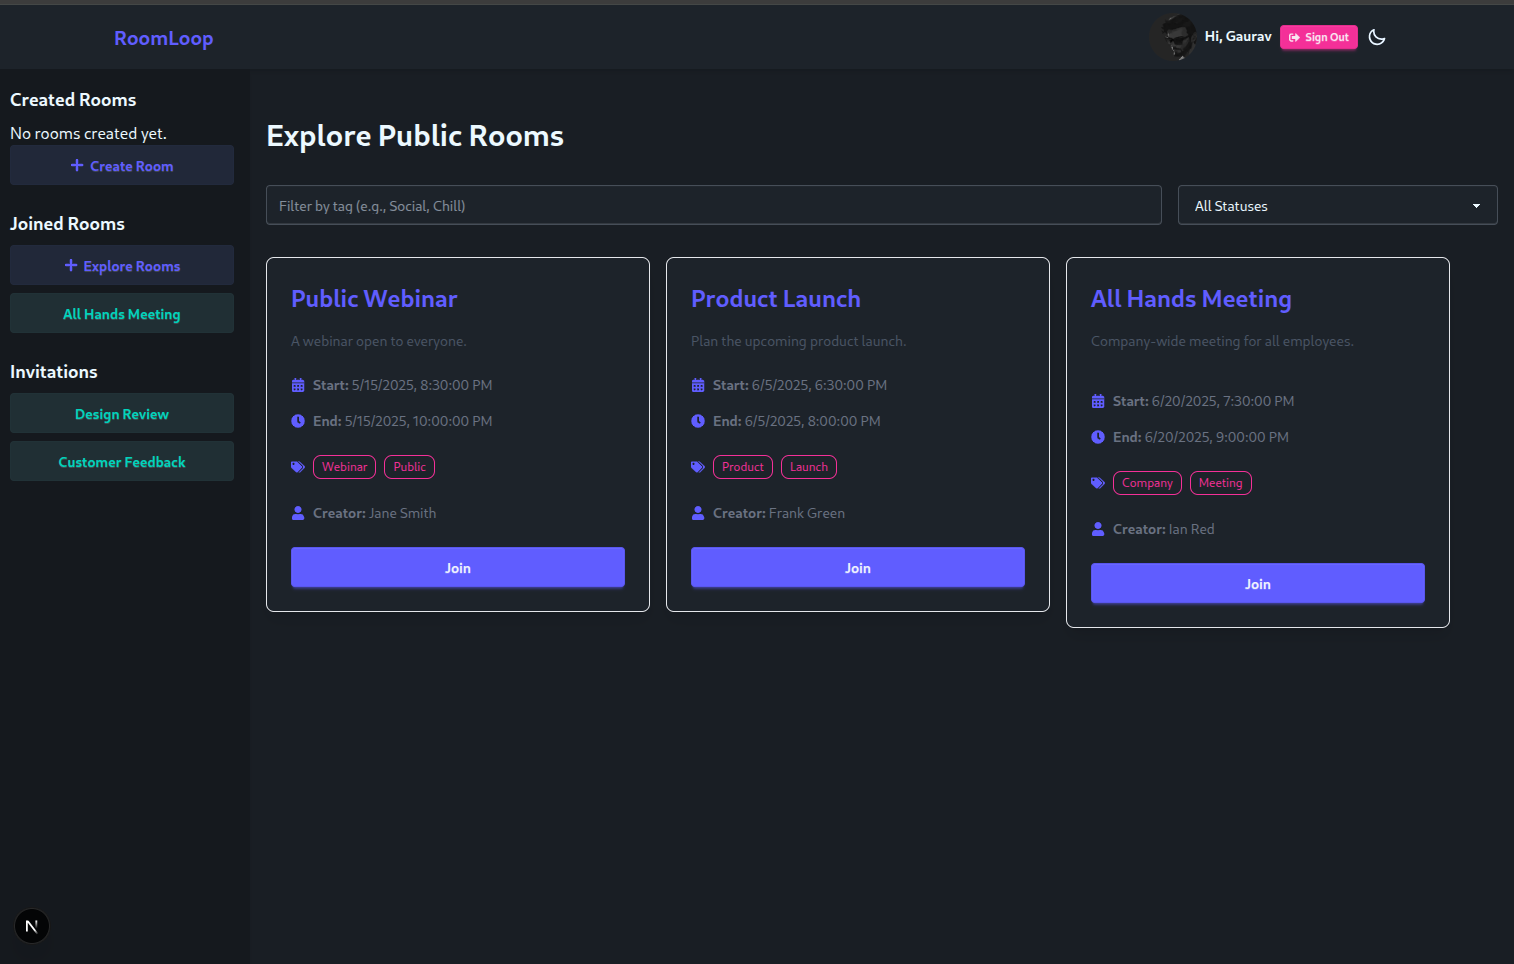 RoomLoop
Hi, Gaurav
Sign Out
Created Rooms
No rooms created yet.
+ Create Room
Joined Rooms
+ Explore Rooms
All Hands Meeting
Invitations
Design Review
Customer Feedback
N
Explore Public Rooms
Filter by tag (e.g., Social, Chill)
All Statuses
Public Webinar
A webinar open to everyone.
Start: 5/15/2025, 8:30:00 PM
End: 5/15/2025, 10:00:00 PM
Webinar Public
Creator: Jane Smith
Join
Product Launch
Plan the upcoming product launch.
Start: 6/5/2025, 6:30:00 PM
End: 6/5/2025, 8:00:00 PM
Product Launch
Creator: Frank Green
Join
All Hands Meeting
Company-wide meeting for all employees.
Start: 6/20/2025, 7:30:00 PM
End: 6/20/2025, 9:00:00 PM
Company Meeting
Creator: Ian Red
Join